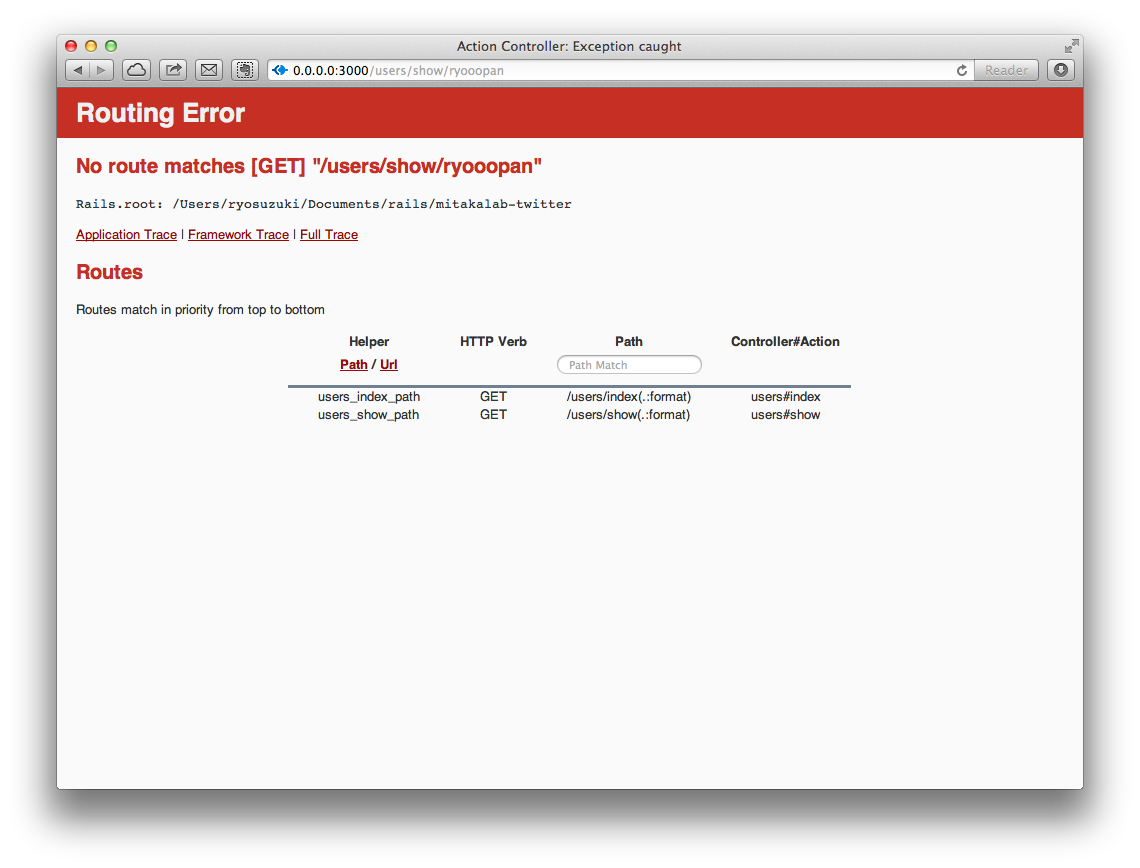 Action Controller: Exception caught
0.0.0.0:3000/users/show/ryooopan
Reader
Routing Error
No route matches [GET] "/users/show/ryooopan"
Rails.root: /Users/ryosuzuki/Documents/rails/mitakalab-twitter
Application Trace | Framework Trace | Full Trace
Routes
Routes match in priority from top to bottom
Helper HTTP Verb Path Controller#Action
Path / Url Path Match
users_index_path GET /users/index(.:format) users#index
users_show_path GET /users/show(.:format) users#show